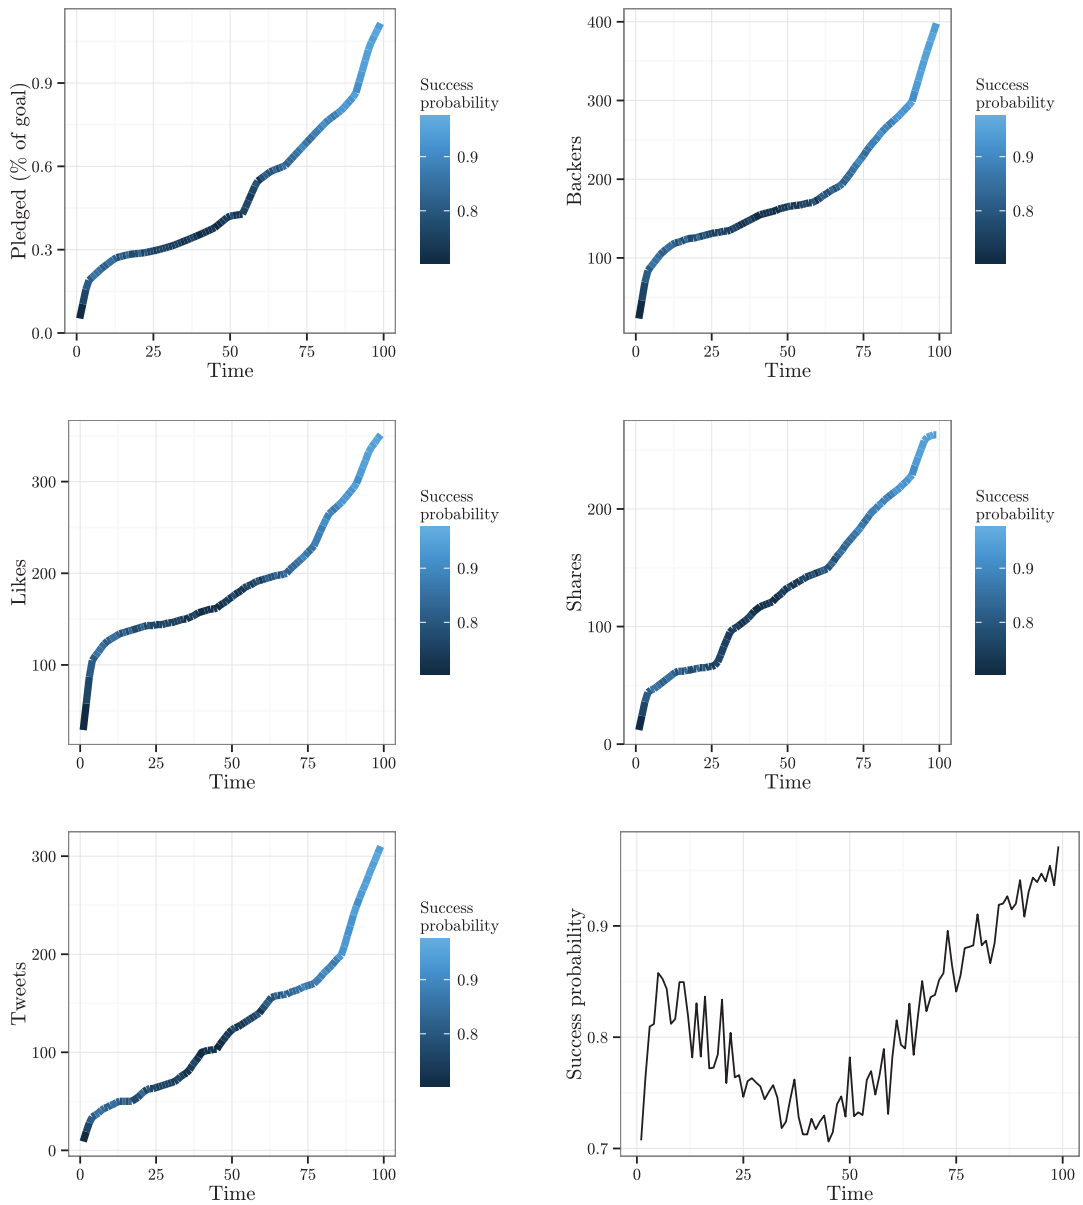 Pledged (% of goal)
0.9
0.6
0.3
0.0
0 25 50 75 100
Time
Success
probability
0.9
0.8
Backers
400
300
200
100
0 25 50 75 100
Time
Success
probability
0.9
0.8
Likes
300
200
100
0 25 50 75 100
Time
Success
probability
0.9
0.8
Shares
200
100
0
0 25 50 75 100
Time
Success
probability
0.9
0.8
Tweets
300
200
100
0
0 25 50 75 100
Time
Success
probability
0.9
0.8
Success probability
0.9
0.8
0.7
0 25 50 75 100
Time